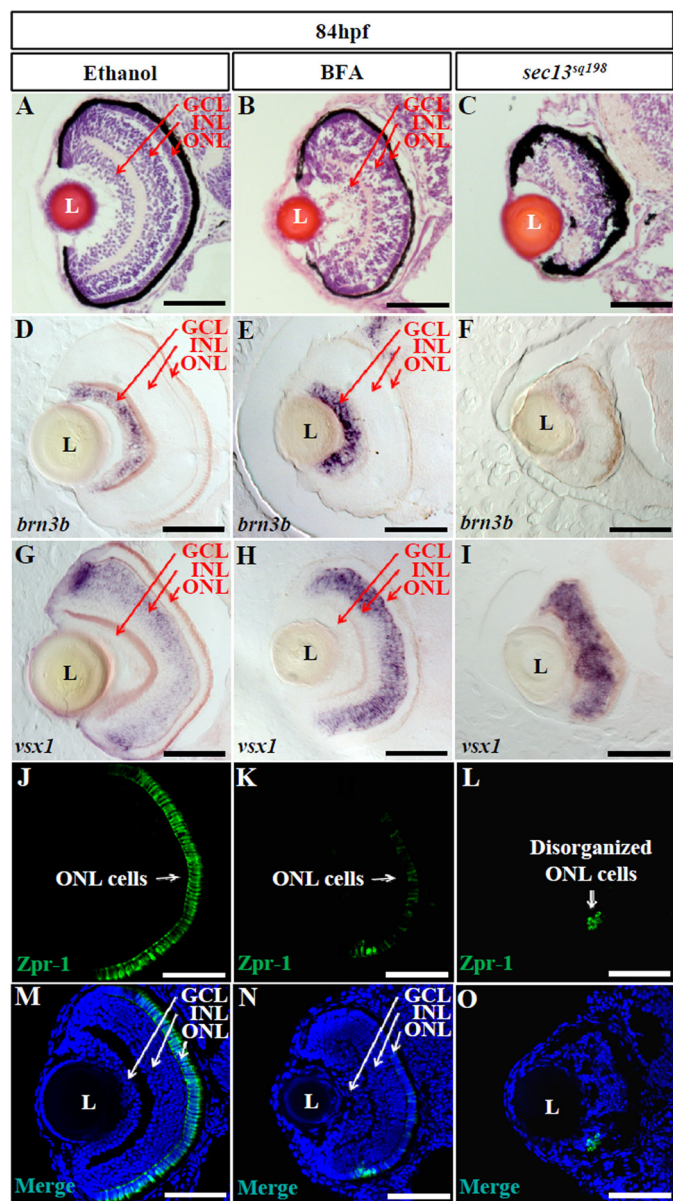 84hpf
Ethanol
BFA
sec13sq198
A
GCL
INL
ONL
L
B
GCL
INL
ONL
L
C
L
D
GCL
INL
ONL
L
brn3b
E
GCL
INL
ONL
L
brn3b
F
L
brn3b
G
GCL
INL
ONL
L
vsx1
H
GCL
INL
ONL
L
vsx1
I
L
vsx1
J
ONL cells
Zpr-1
K
ONL cells
Zpr-1
L
Disorganized
ONL cells
Zpr-1
M
GCL
INL
ONL
L
Merge
N
GCL
INL
ONL
L
Merge
O
L
Merge